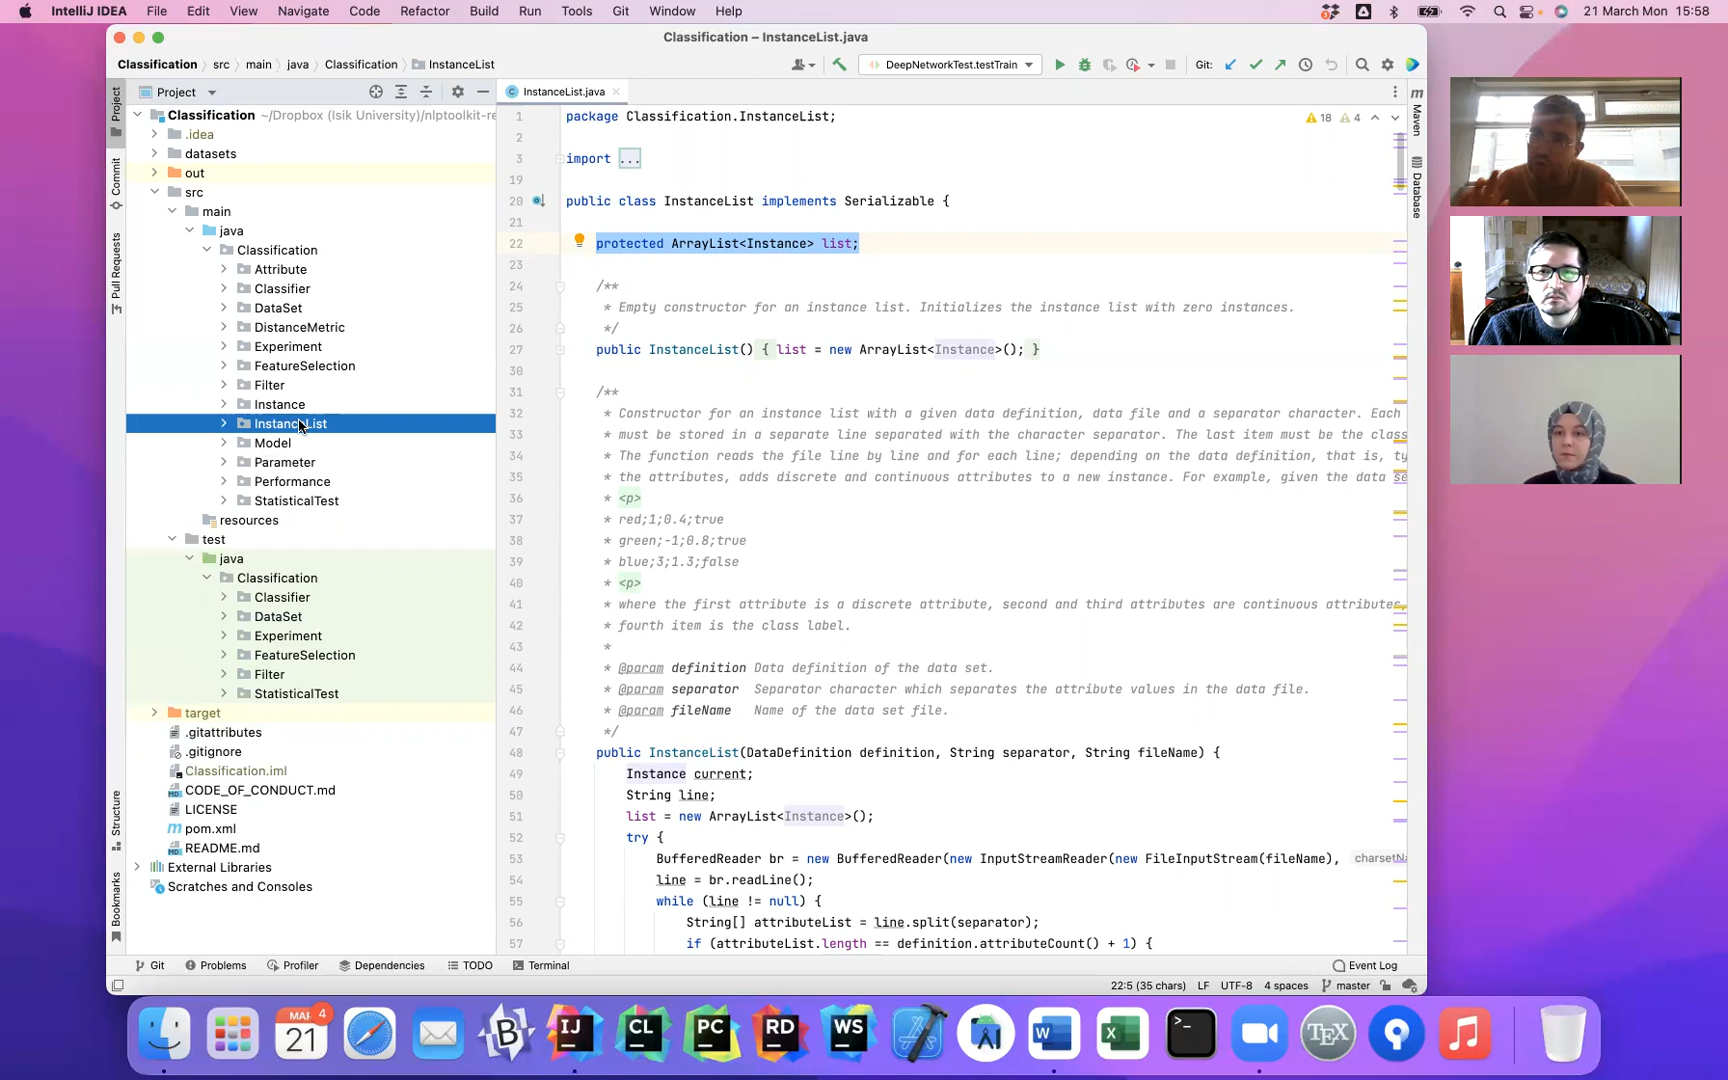 IntelliJ IDEA File Edit View Navigate Code Refactor Build Run Tools Git Window Help 21 March Mon 15:58
Classification – InstanceList.java
Classification src main java Classification InstanceList DeepNetworkTest.testTrain Git:
Project
InstanceList.java
Project
Commit
Pull Requests
Structure
Bookmarks
Classification ~/Dropbox (Isik University)/nlptoolkit-re
.idea
datasets
out
src
main
java
Classification
Attribute
Classifier
DataSet
DistanceMetric
Experiment
FeatureSelection
Filter
Instance
InstanceList
Model
Parameter
Performance
StatisticalTest
resources
test
java
Classification
Classifier
DataSet
Experiment
FeatureSelection
Filter
StatisticalTest
target
.gitattributes
.gitignore
Classification.iml
CODE_OF_CONDUCT.md
LICENSE
pom.xml
README.md
External Libraries
Scratches and Consoles
1 package Classification.InstanceList;
2
3 import ...
19
20 public class InstanceList implements Serializable {
21
22 protected ArrayList<Instance> list;
23
24 /**
25 * Empty constructor for an instance list. Initializes the instance list with zero instances.
26 */
27 public InstanceList() { list = new ArrayList<Instance>(); }
30
31 /**
32 * Constructor for an instance list with a given data definition, data file and a separator character. Each
33 * must be stored in a separate line separated with the character separator. The last item must be the class
34 * The function reads the file line by line and for each line; depending on the data definition, that is, ty
35 * the attributes, adds discrete and continuous attributes to a new instance. For example, given the data se
36 * <p>
37 * red;1;0.4;true
38 * green;-1;0.8;true
39 * blue;3;1.3;false
40 * <p>
41 * where the first attribute is a discrete attribute, second and third attributes are continuous attributes,
42 * fourth item is the class label.
43 *
44 * @param definition Data definition of the data set.
45 * @param separator Separator character which separates the attribute values in the data file.
46 * @param fileName Name of the data set file.
47 */
48 public InstanceList(DataDefinition definition, String separator, String fileName) {
49 Instance current;
50 String line;
51 list = new ArrayList<Instance>();
52 try {
53 BufferedReader br = new BufferedReader(new InputStreamReader(new FileInputStream(fileName), charsetNa
54 line = br.readLine();
55 while (line != null) {
56 String[] attributeList = line.split(separator);
57 if (attributeList.length == definition.attributeCount() + 1) {
18 4
Maven
Database
Git Problems Profiler Dependencies TODO Terminal Event Log
22:5 (35 chars) LF UTF-8 4 spaces master
MAR 4
21
IJ CL PC RD WS W X >_ TEX